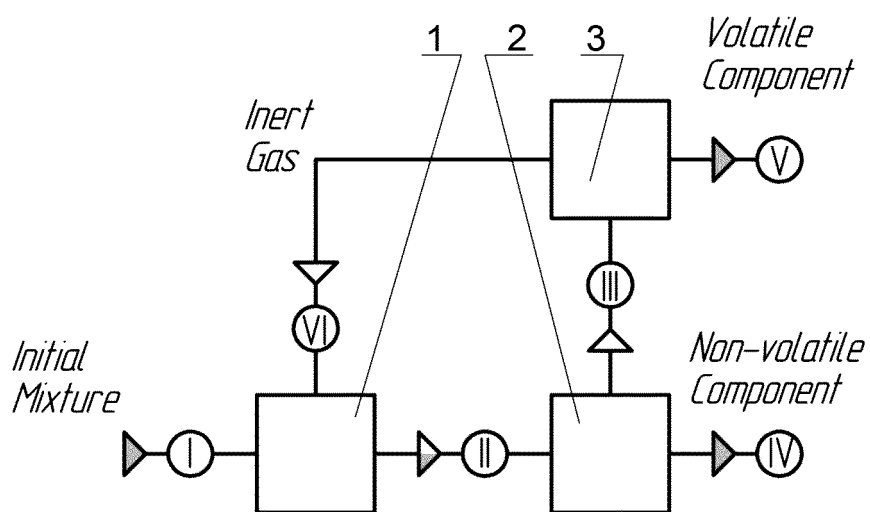 1 2 3
Volatile
Component
Inert
Gas
V
III
VI
Initial
Mixture
Non-volatile
Component
I
II
IV